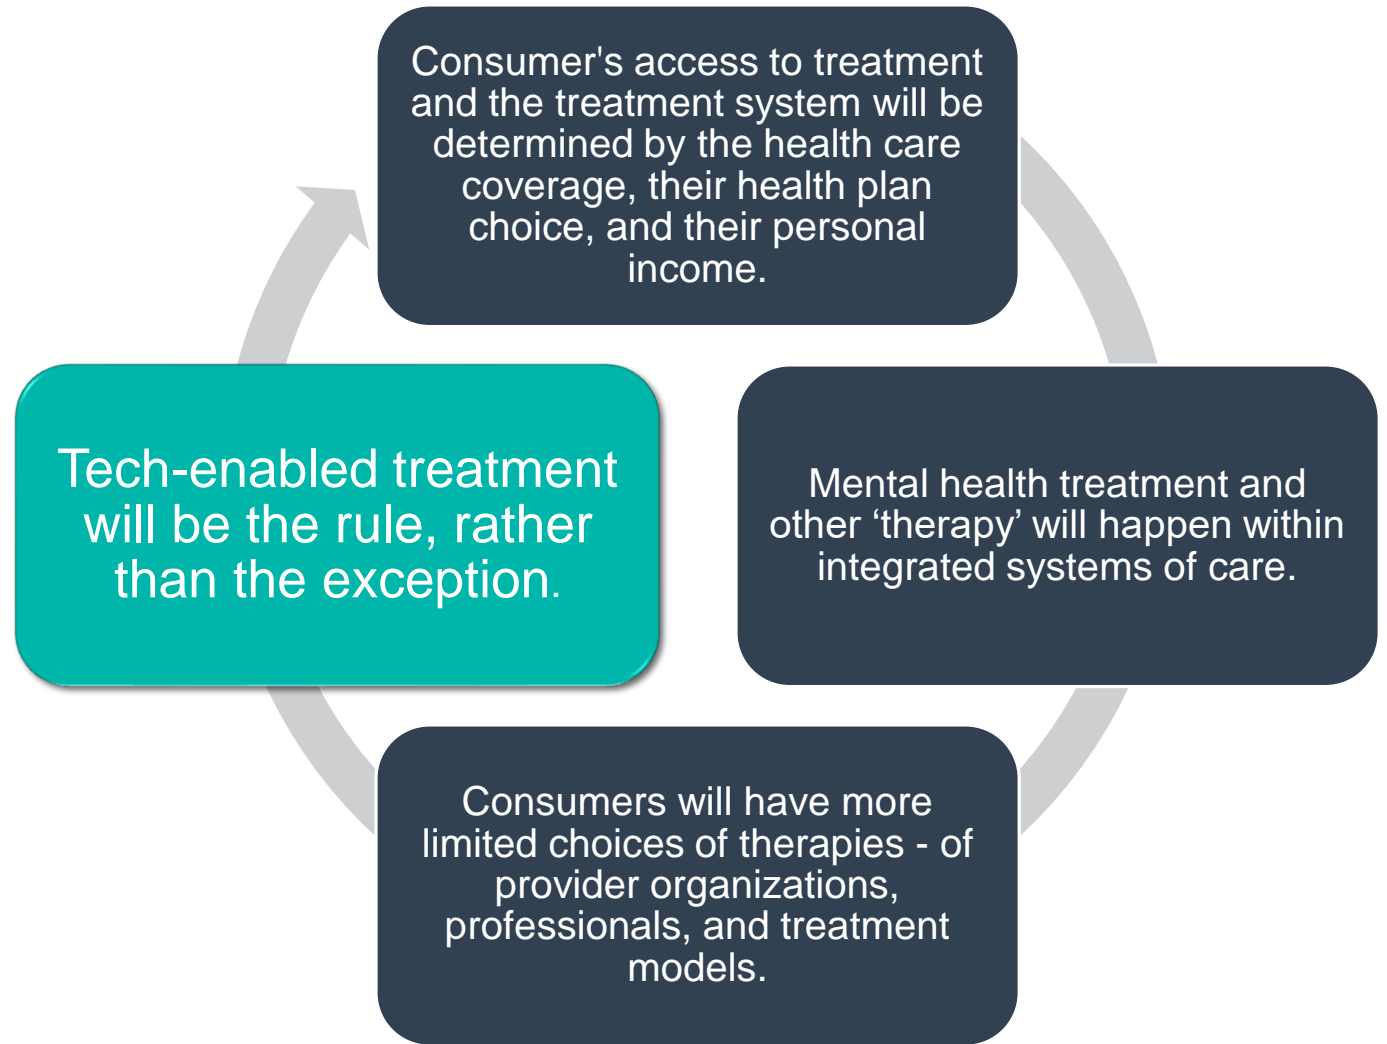 Consumer's access to treatment
and the treatment system will be
determined by the health care
coverage, their health plan
choice, and their personal
income.
Mental health treatment and
other ‘therapy’ will happen within
integrated systems of care.
Consumers will have more
limited choices of therapies - of
provider organizations,
professionals, and treatment
models.
Tech-enabled treatment
will be the rule, rather
than the exception.